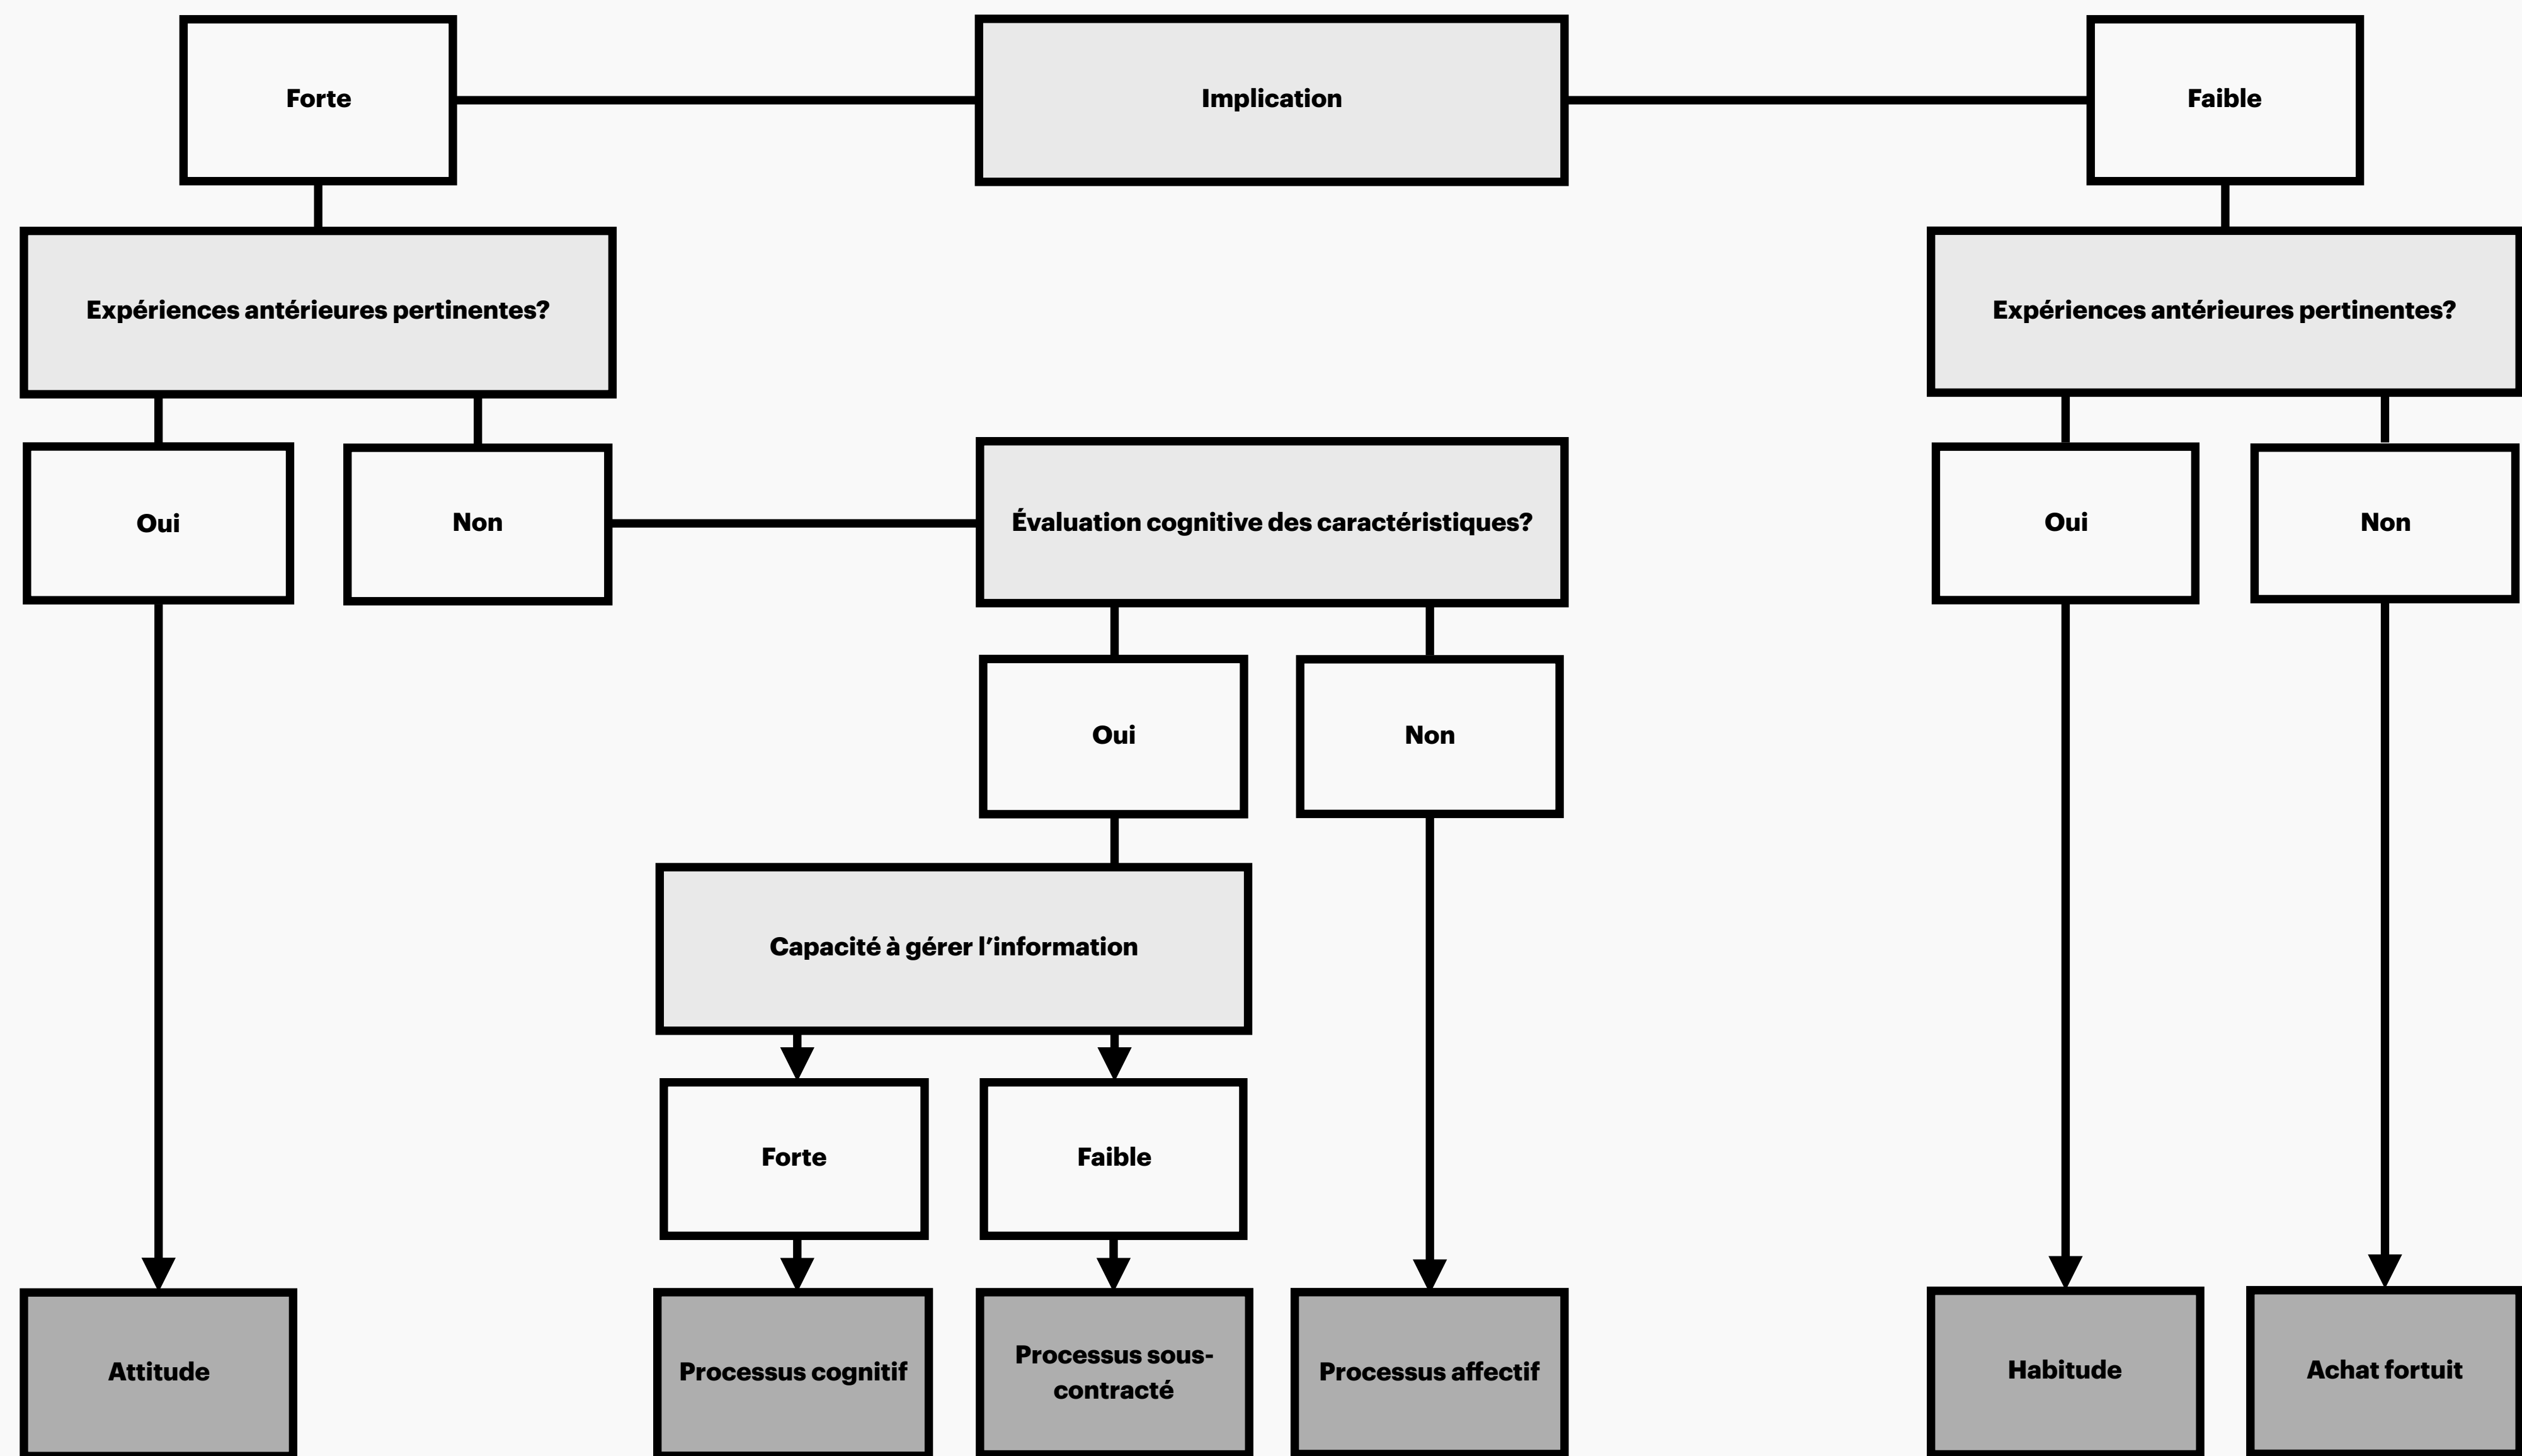 Forte
Implication
Faible
Expériences antérieures pertinentes?
Expériences antérieures pertinentes?
Oui
Non
Évaluation cognitive des caractéristiques?
Oui
Non
Oui
Non
Capacité à gérer l’information
Forte
Faible
Attitude
Processus cognitif
Processus sous-
contracté
Processus affectif
Habitude
Achat fortuit